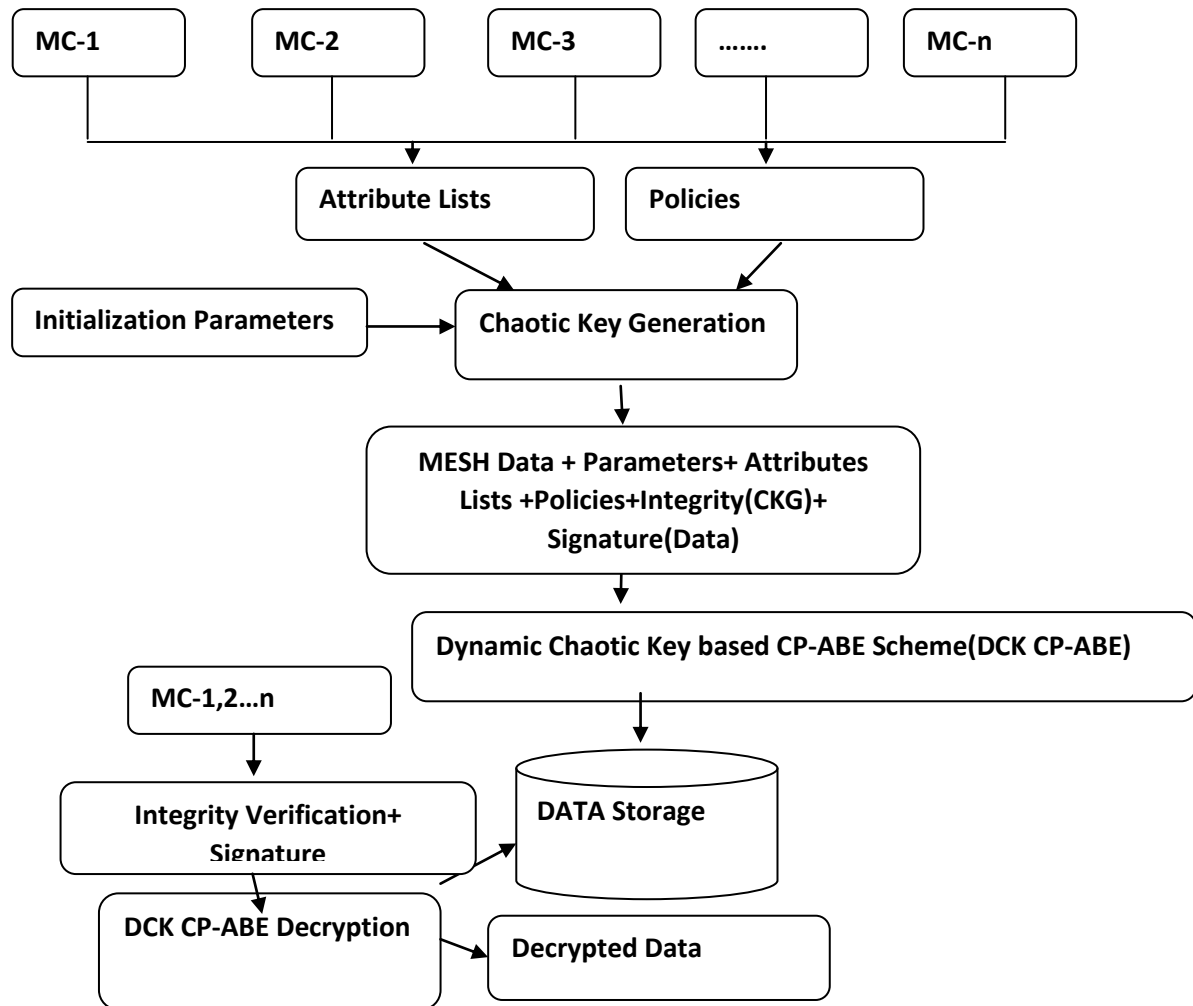 MC-1
MC-2
MC-3
…….
MC-n
Attribute Lists
Policies
Initialization Parameters
Chaotic Key Generation
MESH Data + Parameters+ Attributes
Lists +Policies+Integrity(CKG)+
Signature(Data)
Dynamic Chaotic Key based CP-ABE Scheme(DCK CP-ABE)
MC-1,2…n
Integrity Verification+
Signature
DATA Storage
DCK CP-ABE Decryption
Decrypted Data